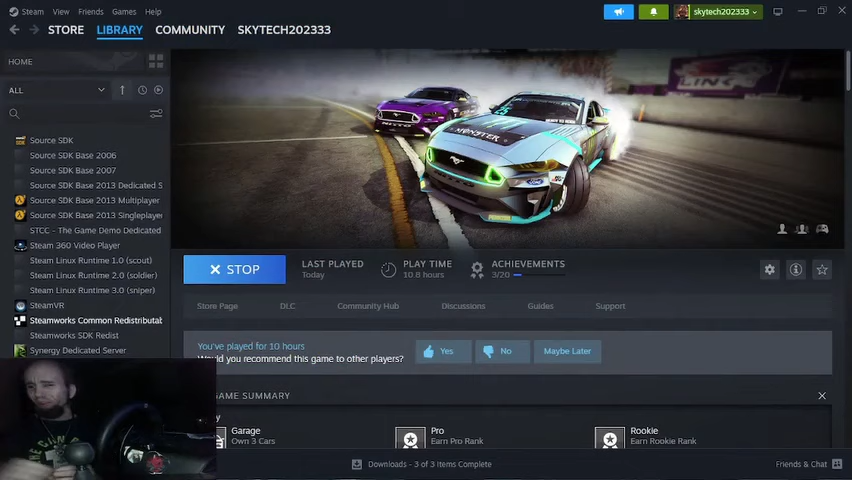 Steam View Friends Games Help
skytech202333
STORE LIBRARY COMMUNITY SKYTECH202333
HOME
ALL
Source SDK
Source SDK Base 2006
Source SDK Base 2007
Source SDK Base 2013 Dedicated S
Source SDK Base 2013 Multiplayer
Source SDK Base 2013 Singleplayer
STCC - The Game Demo Dedicated
Steam 360 Video Player
Steam Linux Runtime 1.0 (scout)
Steam Linux Runtime 2.0 (soldier)
Steam Linux Runtime 3.0 (sniper)
SteamVR
Steamworks Common Redistributab
Steamworks SDK Redist
Synergy Dedicated Server
LINK
NITTO
MONSTER
25
STOP
LAST PLAYED
Today
PLAY TIME
10.8 hours
ACHIEVEMENTS
3/20
Store Page DLC Community Hub Discussions Guides Support
You've played for 10 hours
Would you recommend this game to other players?
Yes No Maybe Later
GAME SUMMARY
Garage
Own 3 Cars
Pro
Earn Pro Rank
Rookie
Earn Rookie Rank
Downloads - 3 of 3 Items Complete
Friends & Chat